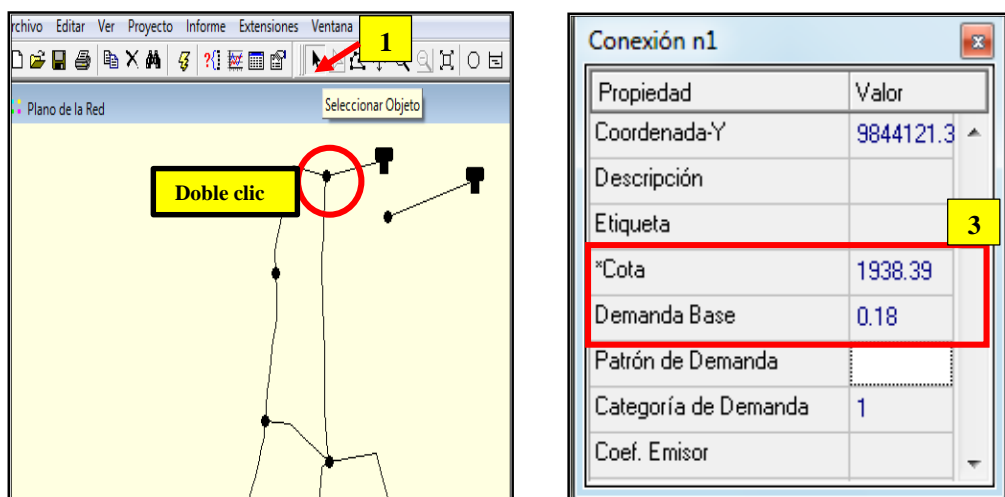 rchivo Editar Ver Proyecto Informe Extensiones Ventana
1
Seleccionar Objeto
Plano de la Red
Doble clic
Conexión n1
Propiedad Valor
Coordenada-Y 9844121.3
Descripción
Etiqueta
3
*Cota 1938.39
Demanda Base 0.18
Patrón de Demanda
Categoría de Demanda 1
Coef. Emisor